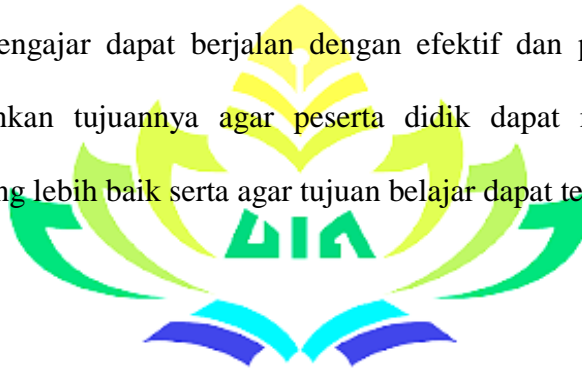 engajar dapat berjalan dengan efektif dan p
nkan tujuannya agar peserta didik dapat
ng lebih baik serta agar tujuan belajar dapat te
UIN